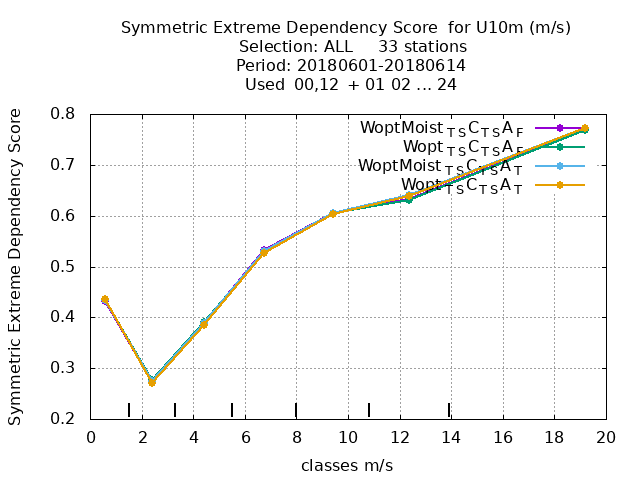 Symmetric Extreme Dependency Score for U10m (m/s)
Selection: ALL 33 stations
Period: 20180601-20180614
Used 00,12 + 01 02 ... 24
Symmetric Extreme Dependency Score
0.8
0.7
0.6
0.5
0.4
0.3
0.2
WoptMoist TS C TS A F
Wopt TS C TS A F
WoptMoist TS C TS A T
Wopt TS C TS A T
0 2 4 6 8 10 12 14 16 18 20
classes m/s